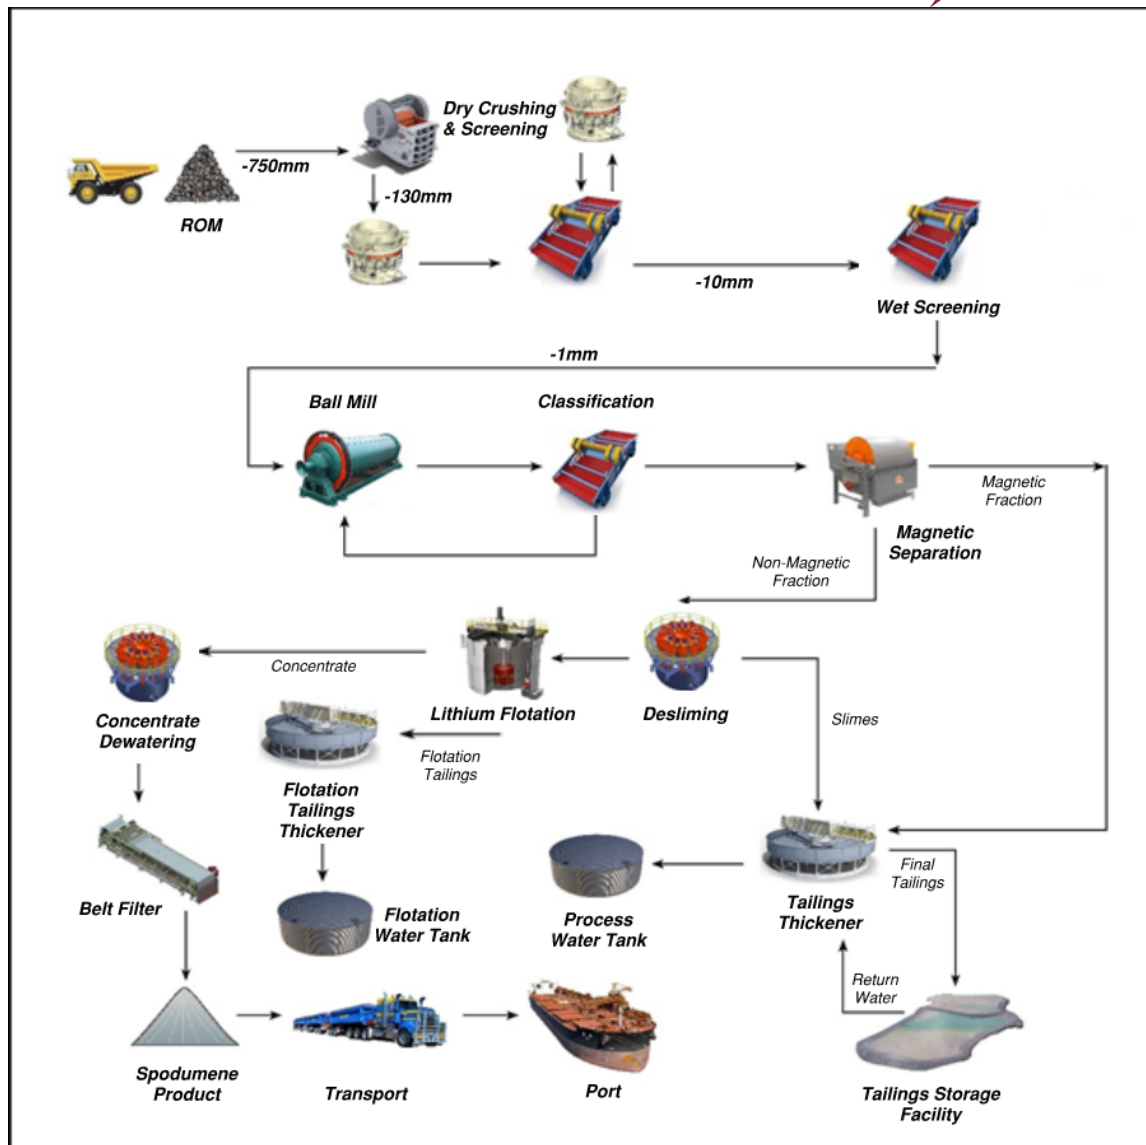 Dry Crushing
& Screening
-750mm
-130mm
ROM
-10mm
Wet Screening
-1mm
Ball Mill
Classification
Magnetic
Fraction
Magnetic
Separation
Non-Magnetic
Fraction
Concentrate
Lithium Flotation
Desliming
Slimes
Concentrate
Dewatering
Flotation
Tailings
Flotation
Tailings
Thickener
Final
Tailings
Belt Filter
Flotation
Water Tank
Process
Water Tank
Tailings
Thickener
Return
Water
Spodumene
Product
Transport
Port
Tailings Storage
Facility